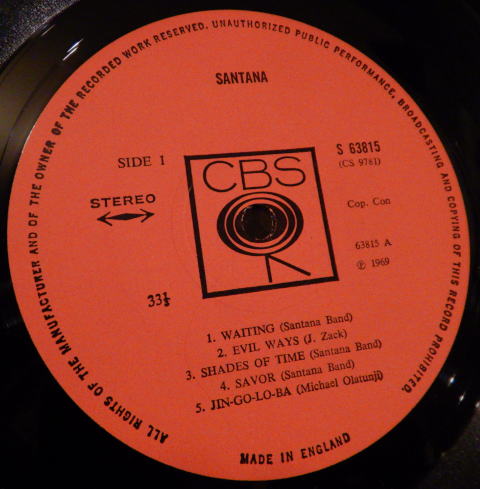 ALL RIGHTS OF THE MANUFACTURER AND OF THE OWNER OF THE RECORDED WORK RESERVED. UNAUTHORIZED PUBLIC PERFORMANCE, BROADCASTING AND COPYING OF THIS RECORD PROHIBITED.
SANTANA
SIDE 1
STEREO
CBS
S 63815
(CS 9781)
Cop. Con
63815 A
℗ 1969
33⅓
1. WAITING (Santana Band)
2. EVIL WAYS (J. Zack)
3. SHADES OF TIME (Santana Band)
4. SAVOR (Santana Band)
5. JIN-GO-LO-BA (Michael Olatunji)
MADE IN ENGLAND